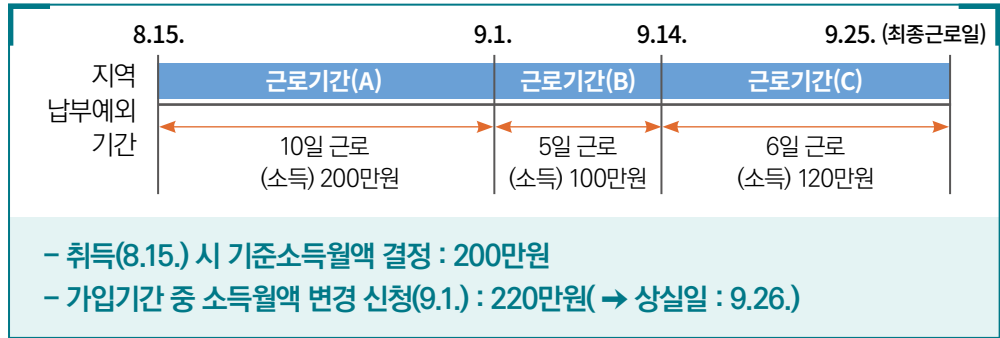 8.15. 9.1. 9.14. 9.25. (최종근로일)
지역
납부예외
기간
근로기간(A) 근로기간(B) 근로기간(C)
10일 근로 5일 근로 6일 근로
(소득) 200만원 (소득) 100만원 (소득) 120만원
– 취득(8.15.) 시 기준소득월액 결정 : 200만원
– 가입기간 중 소득월액 변경 신청(9.1.) : 220만원( → 상실일 : 9.26.)